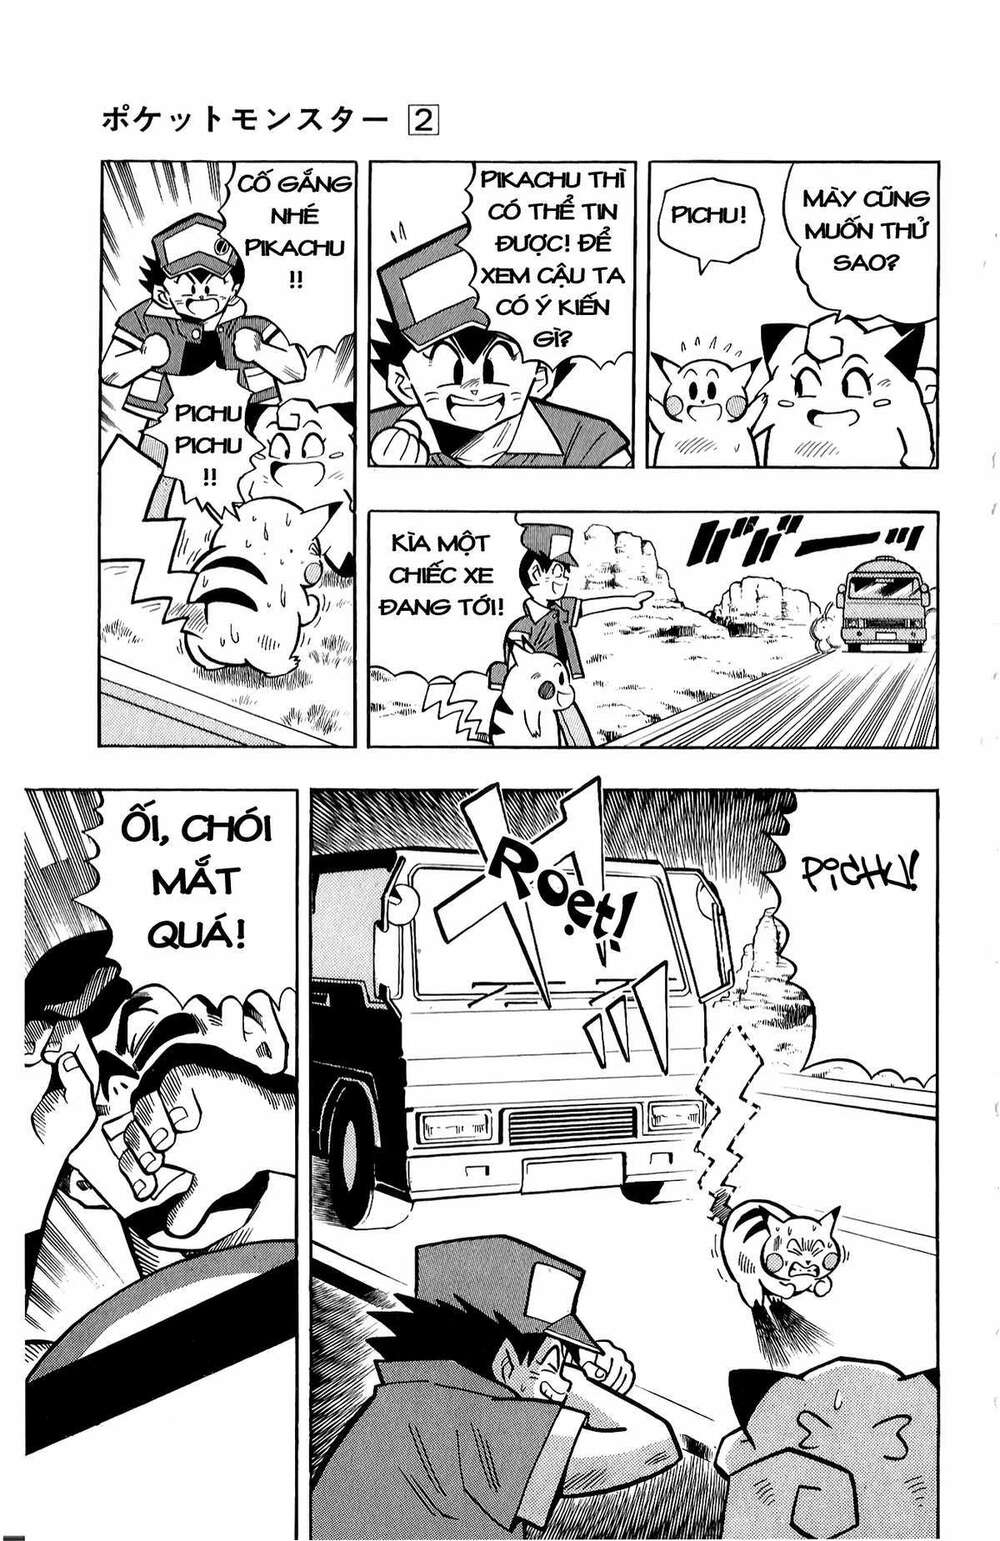 ポケットモンスター 2
MÀY CŨNG
MUỐN THỬ
SAO?
PICHU!
PIKACHU THÌ
CÓ THỂ TIN
ĐƯỢC! ĐỂ
XEM CẬU TA
CÓ Ý KIẾN
GÌ?
CỐ GẮNG
NHÉ
PIKACHU
!!
PICHU
PICHU
!!
KÌA MỘT
CHIẾC XE
ĐANG TỚI!
PICHU!
Roẹt!
ỐI, CHÓI
MẮT
QUÁ!